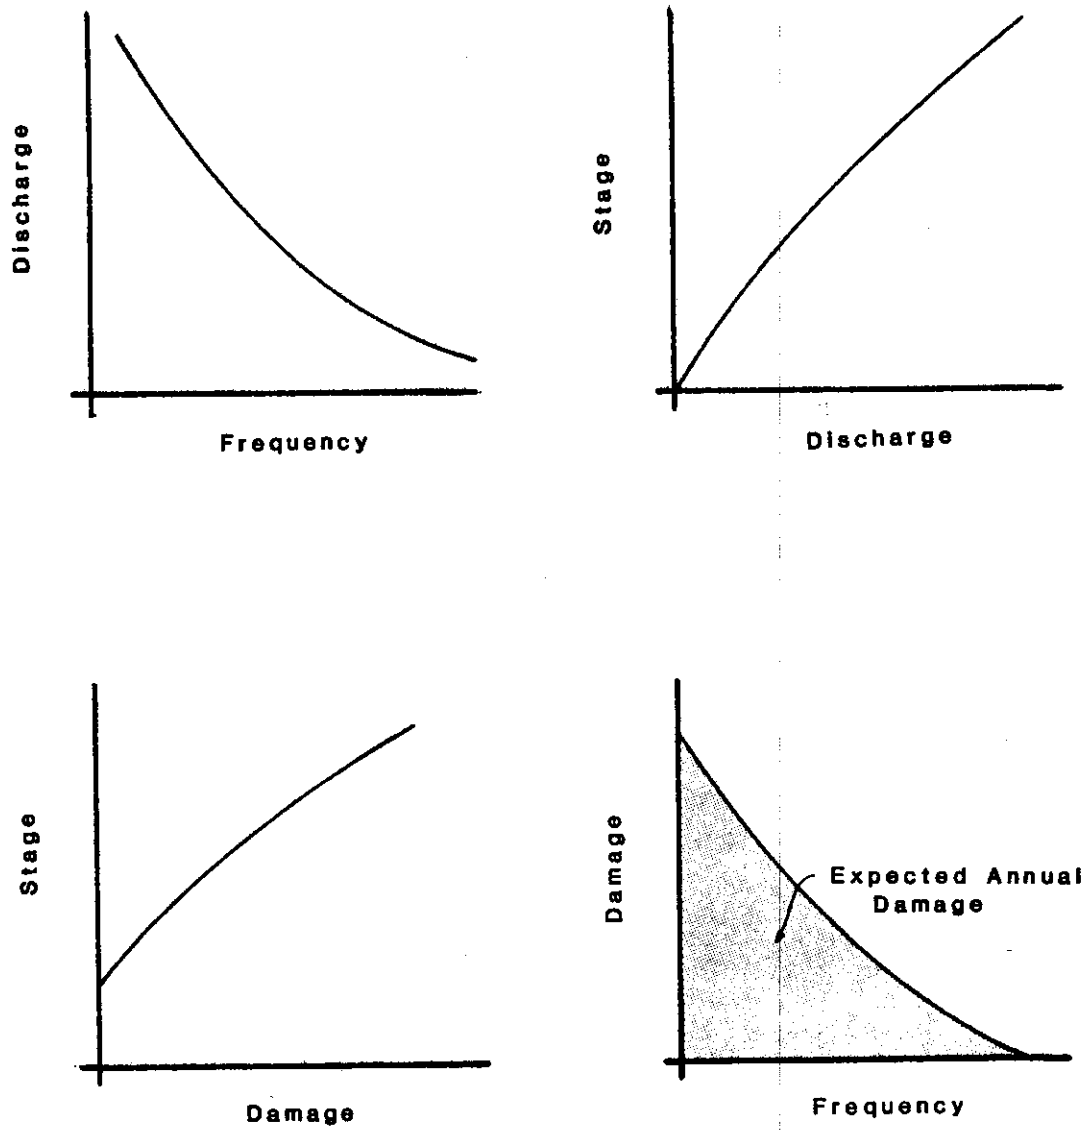 Discharge
Frequency
Stage
Discharge
Stage
Damage
Damage
Expected Annual
Damage
Frequency